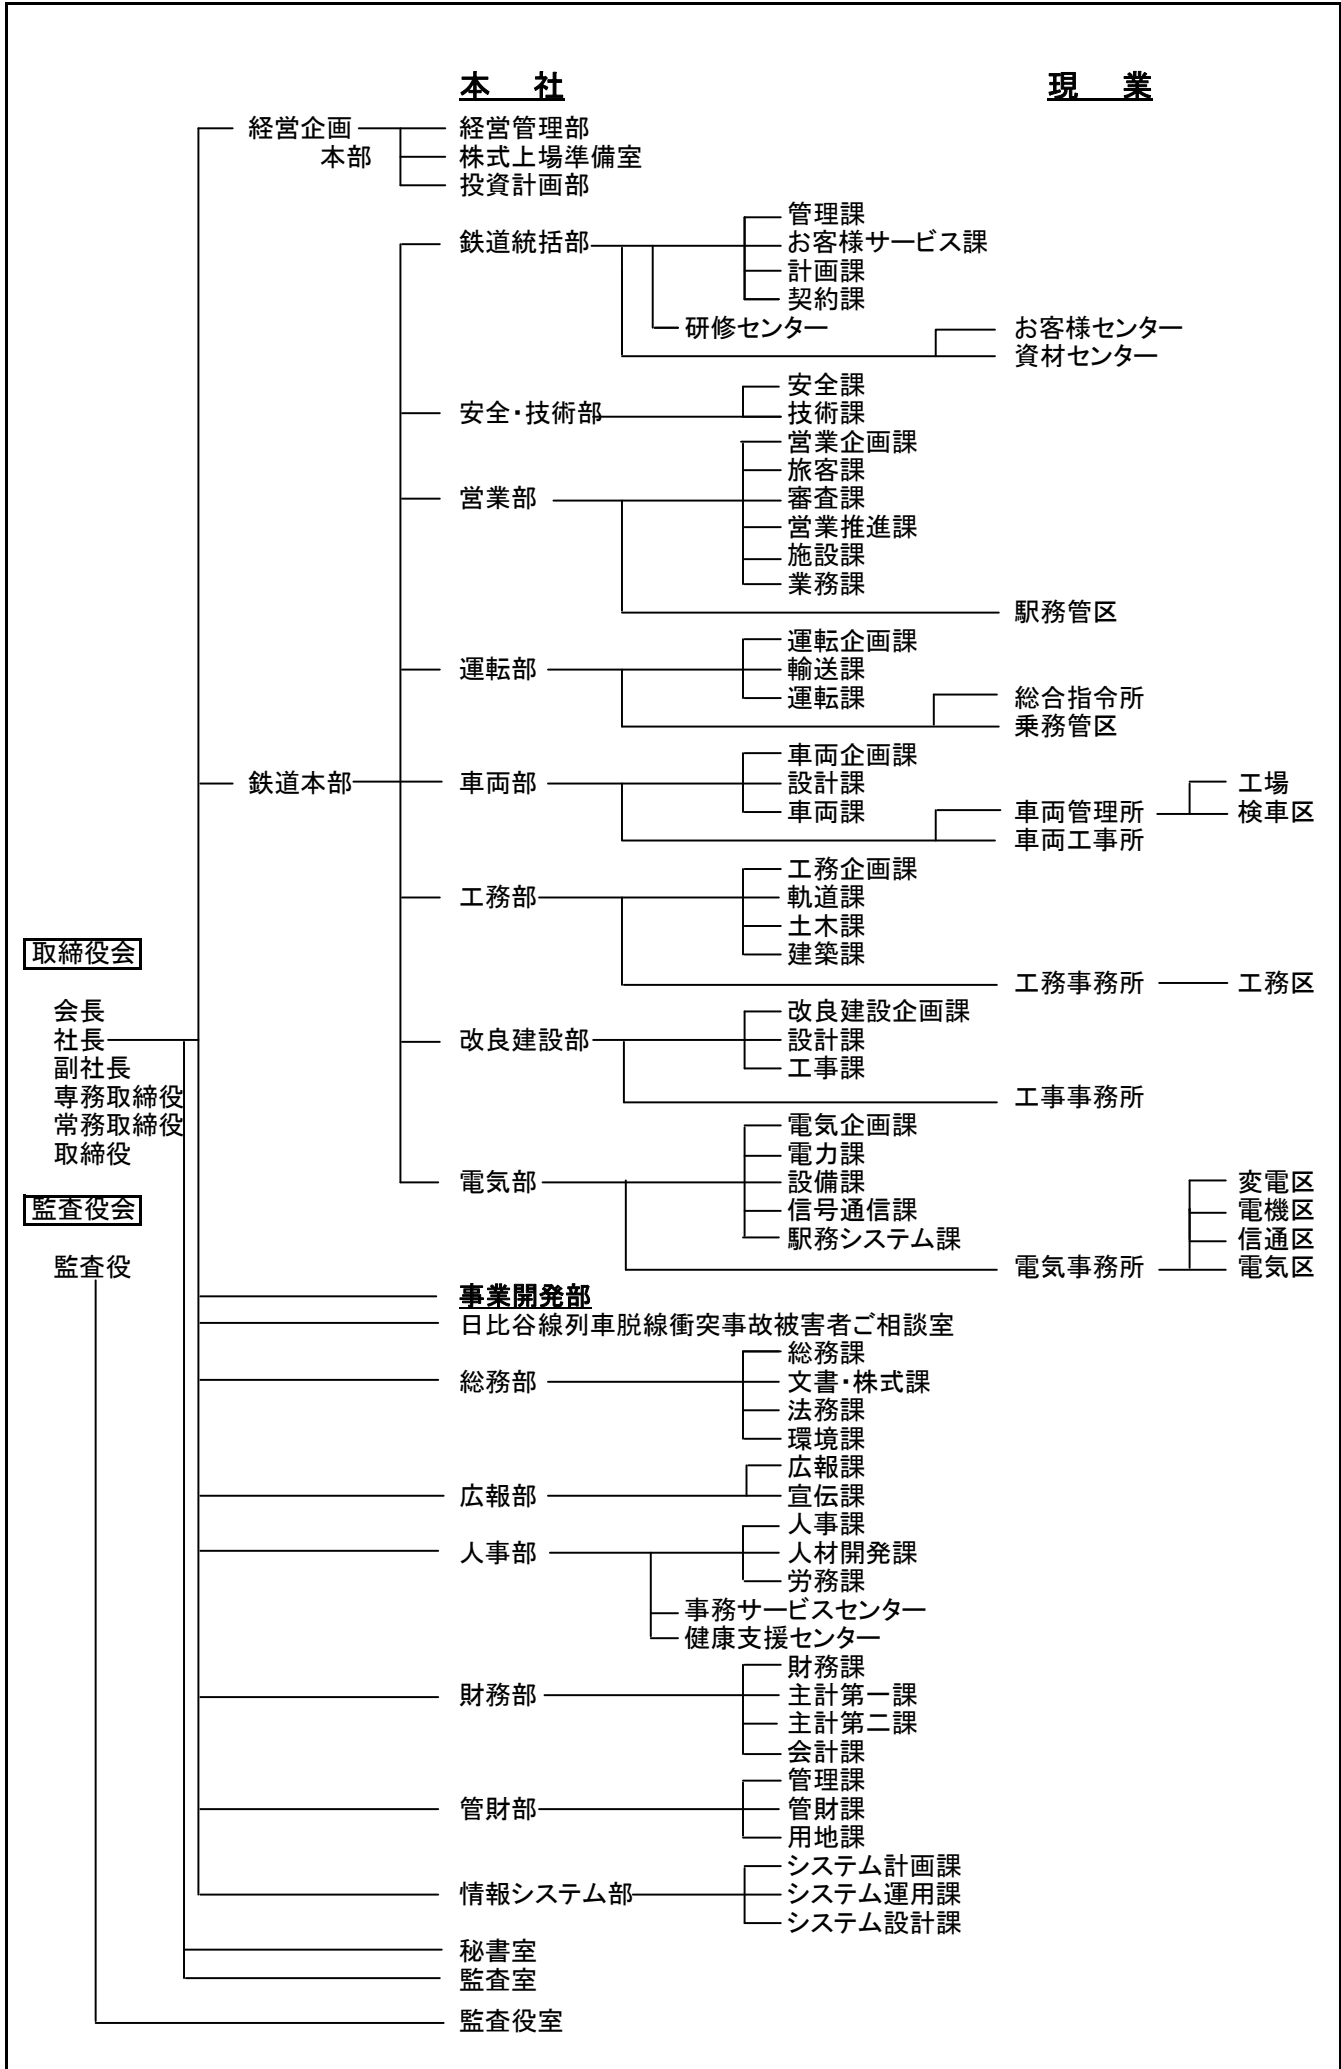 本　社
現　業
経営企画
本部
経営管理部
株式上場準備室
投資計画部
管理課
鉄道統括部
お客様サービス課
計画課
契約課
研修センター
お客様センター
資材センター
安全課
安全・技術部
技術課
営業企画課
旅客課
営業部
審査課
営業推進課
施設課
業務課
駅務管区
運転企画課
運転部
輸送課
運転課
総合指令所
乗務管区
車両企画課
鉄道本部
車両部
設計課
工場
車両課
車両管理所
検車区
車両工事所
工務企画課
工務部
軌道課
土木課
取締役会
建築課
工務事務所
工務区
会長
改良建設企画課
社長
改良建設部
設計課
副社長
工事課
専務取締役
工事事務所
常務取締役
電気企画課
取締役
電力課
電気部
設備課
変電区
監査役会
信号通信課
電機区
駅務システム課
信通区
監査役
電気事務所
電気区
事業開発部
日比谷線列車脱線衝突事故被害者ご相談室
総務課
総務部
文書・株式課
法務課
環境課
広報課
広報部
宣伝課
人事課
人事部
人材開発課
労務課
事務サービスセンター
健康支援センター
財務課
財務部
主計第一課
主計第二課
会計課
管理課
管財部
管財課
用地課
システム計画課
情報システム部
システム運用課
システム設計課
秘書室
監査室
監査役室